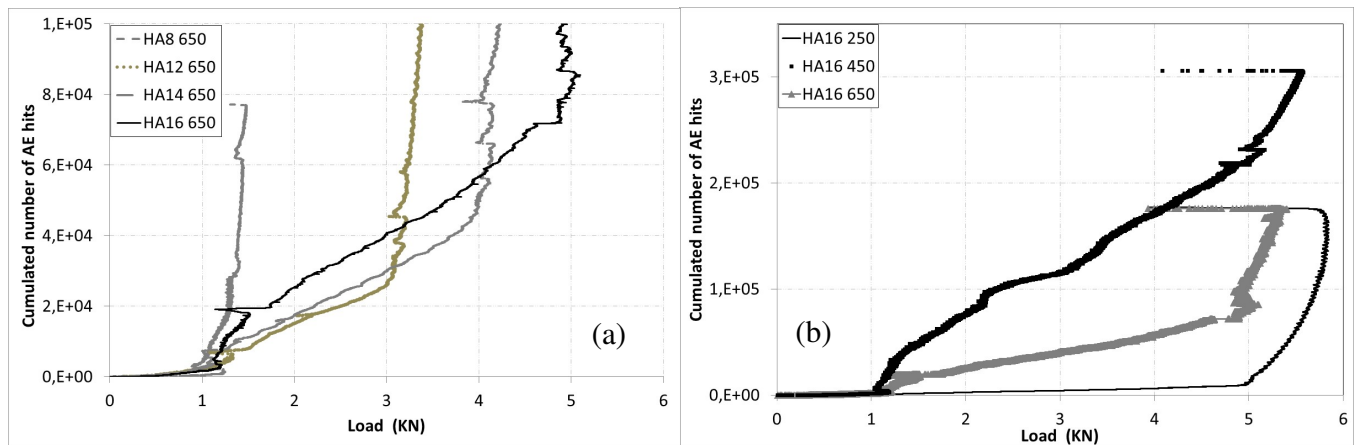 1,E+05
8,E+04
6,E+04
4,E+04
2,E+04
0,E+00
Cumulated number of AE hits
HA8 650
HA12 650
HA14 650
HA16 650
(a)
0 1 2 3 4 5 6
Load (KN)
3,E+05
2,E+05
1,E+05
0,E+00
Cumulated number of AE hits
HA16 250
HA16 450
HA16 650
(b)
0 1 2 3 4 5 6
Load (KN)